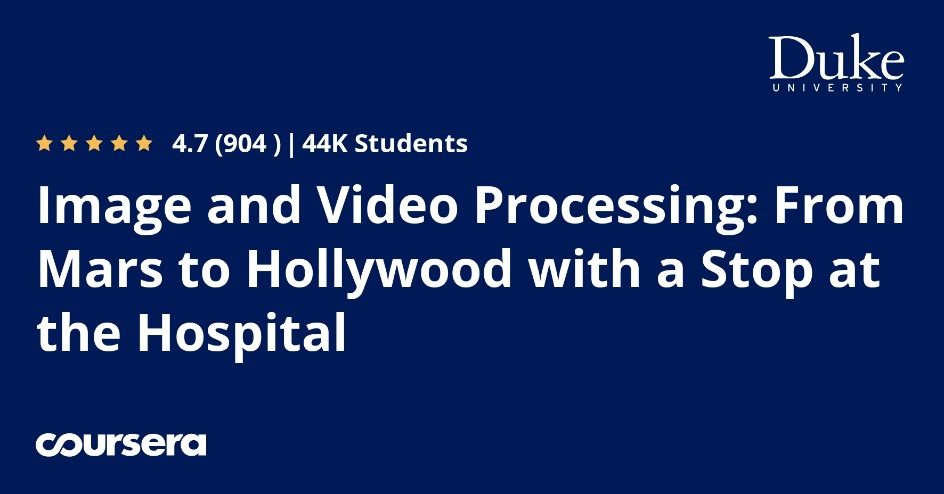 Duke
UNIVERSITY
4.7 (904 ) | 44K Students
Image and Video Processing: From
Mars to Hollywood with a Stop at
the Hospital
coursera